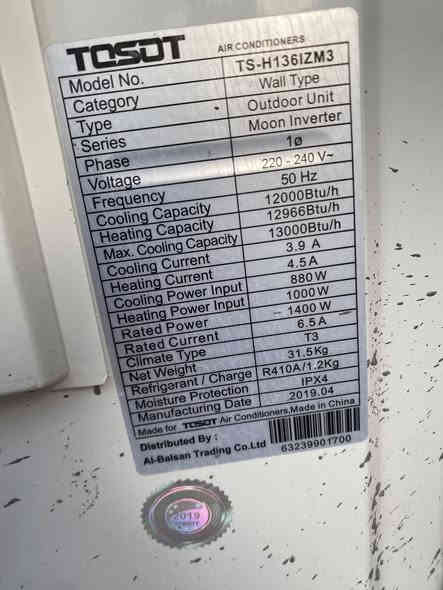 TOSOT AIR CONDITIONERS
Model No. TS-H136IZM3
Category Wall Type
Type Outdoor Unit
Series Moon Inverter
Phase 1ø
Voltage 220 - 240 V~
Frequency 50 Hz
Cooling Capacity 12000Btu/h
Heating Capacity 12966Btu/h
Max. Cooling Capacity 13000Btu/h
Cooling Current 3.9 A
Heating Current 4.5 A
Cooling Power Input 880 W
Heating Power Input 1000 W
Rated Power 1400 W
Rated Current 6.5 A
Climate Type T3
Net Weight 31.5Kg
Refrigarant / Charge R410A/1.2Kg
Moisture Protection IPX4
Manufacturing Date 2019.04
Made for TOSOT Air Conditioners,Made in China
Distributed By :
Al-Balsan Trading Co.Ltd
63239901700
2019